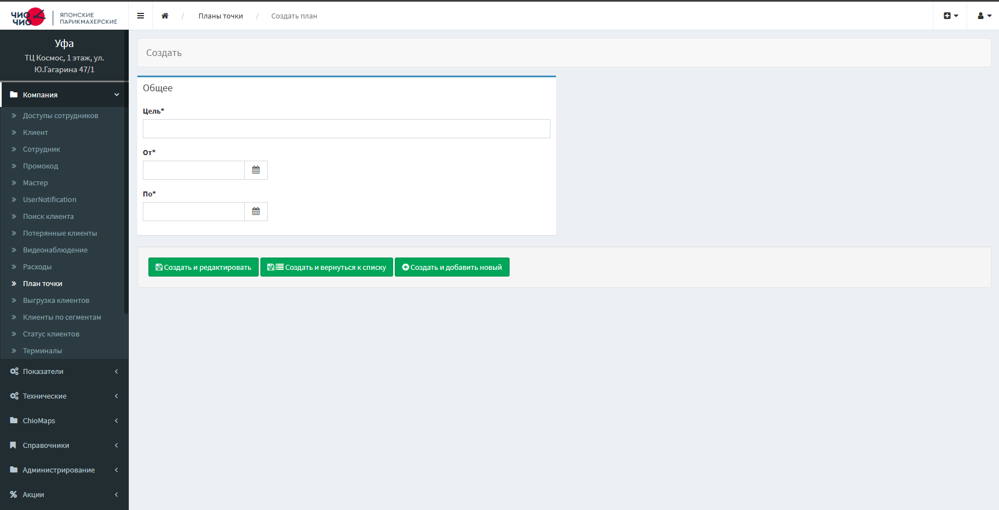 ЧИО
ЧИО
ЯПОНСКИЕ
ПАРИКМАХЕРСКИЕ
/ Планы точки / Создать план
Уфа
ТЦ Космос, 1 этаж, ул.
Ю.Гагарина 47/1
Компания
Доступы сотрудников
Клиент
Сотрудник
Промокод
Мастер
UserNotification
Поиск клиента
Потерянные клиенты
Видеонаблюдение
Расходы
План точки
Выгрузка клиентов
Клиенты по сегментам
Статус клиентов
Терминалы
Показатели
Технические
ChioMaps
Справочники
Администрирование
Акции
Создать
Общее
Цель*
От*
По*
Создать и редактировать Создать и вернуться к списку Создать и добавить новый